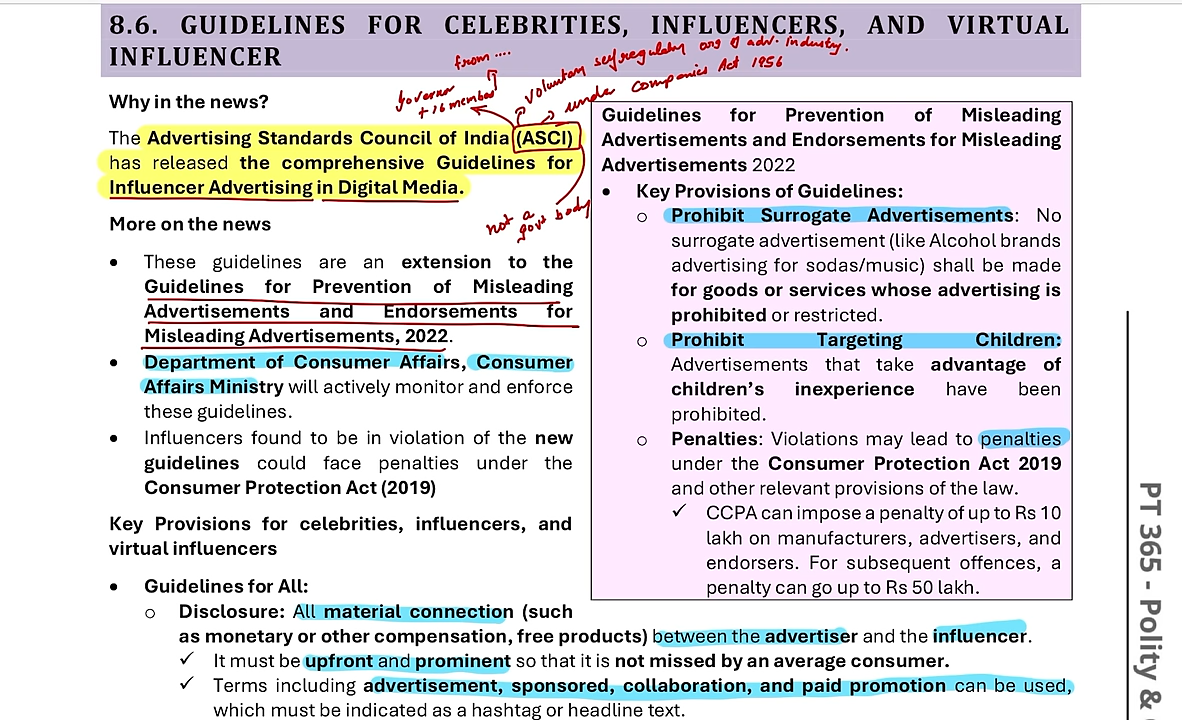 8.6. GUIDELINES FOR CELEBRITIES, INFLUENCERS, AND VIRTUAL
INFLUENCER
from ....
voluntary self regulatory org of adv. industry.
governor
+ 16 member
under Companies Act 1956
Why in the news?
The Advertising Standards Council of India (ASCI)
has released the comprehensive Guidelines for
Influencer Advertising in Digital Media.
not a
govt body
More on the news
• These guidelines are an extension to the
Guidelines for Prevention of Misleading
Advertisements and Endorsements for
Misleading Advertisements, 2022.
• Department of Consumer Affairs, Consumer
Affairs Ministry will actively monitor and enforce
these guidelines.
• Influencers found to be in violation of the new
guidelines could face penalties under the
Consumer Protection Act (2019)
Key Provisions for celebrities, influencers, and
virtual influencers
Guidelines for Prevention of Misleading
Advertisements and Endorsements for Misleading
Advertisements 2022
• Key Provisions of Guidelines:
o Prohibit Surrogate Advertisements: No
surrogate advertisement (like Alcohol brands
advertising for sodas/music) shall be made
for goods or services whose advertising is
prohibited or restricted.
o Prohibit Targeting Children:
Advertisements that take advantage of
children's inexperience have been
prohibited.
o Penalties: Violations may lead to penalties
under the Consumer Protection Act 2019
and other relevant provisions of the law.
✓ CCPA can impose a penalty of up to Rs 10
lakh on manufacturers, advertisers, and
endorsers. For subsequent offences, a
penalty can go up to Rs 50 lakh.
• Guidelines for All:
o Disclosure: All material connection (such
as monetary or other compensation, free products) between the advertiser and the influencer.
✓ It must be upfront and prominent so that it is not missed by an average consumer.
✓ Terms including advertisement, sponsored, collaboration, and paid promotion can be used,
which must be indicated as a hashtag or headline text.
PT 365 - Polity &